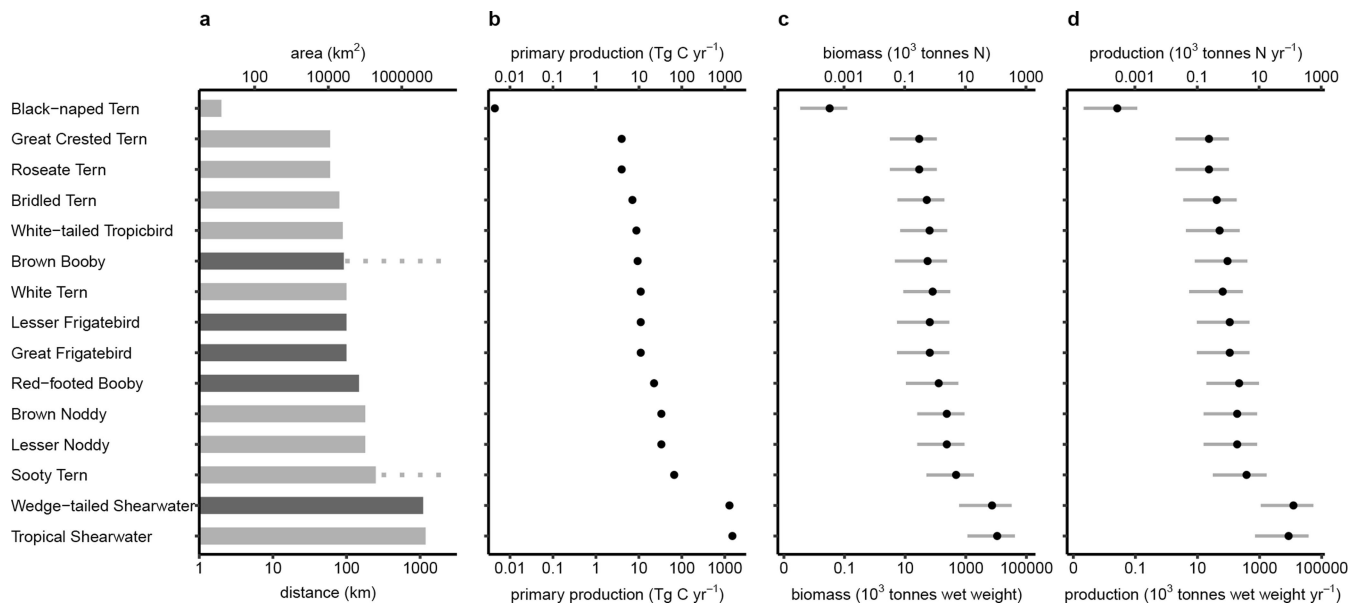 a b c d
area (km²) primary production (Tg C yr⁻¹) biomass (10³ tonnes N) production (10³ tonnes N yr⁻¹)
100 10000 1000000 0.01 0.1 1 10 100 1000 0.001 0.1 10 1000 0.001 0.1 10 1000
Black−naped Tern
Great Crested Tern
Roseate Tern
Bridled Tern
White−tailed Tropicbird
Brown Booby
White Tern
Lesser Frigatebird
Great Frigatebird
Red−footed Booby
Brown Noddy
Lesser Noddy
Sooty Tern
Wedge−tailed Shearwater
Tropical Shearwater
1 10 100 1000 0.01 0.1 1 10 100 1000 0 0.1 10 1000 100000 0 0.1 10 1000 100000
distance (km) primary production (Tg C yr⁻¹) biomass (10³ tonnes wet weight) production (10³ tonnes wet weight yr⁻¹)